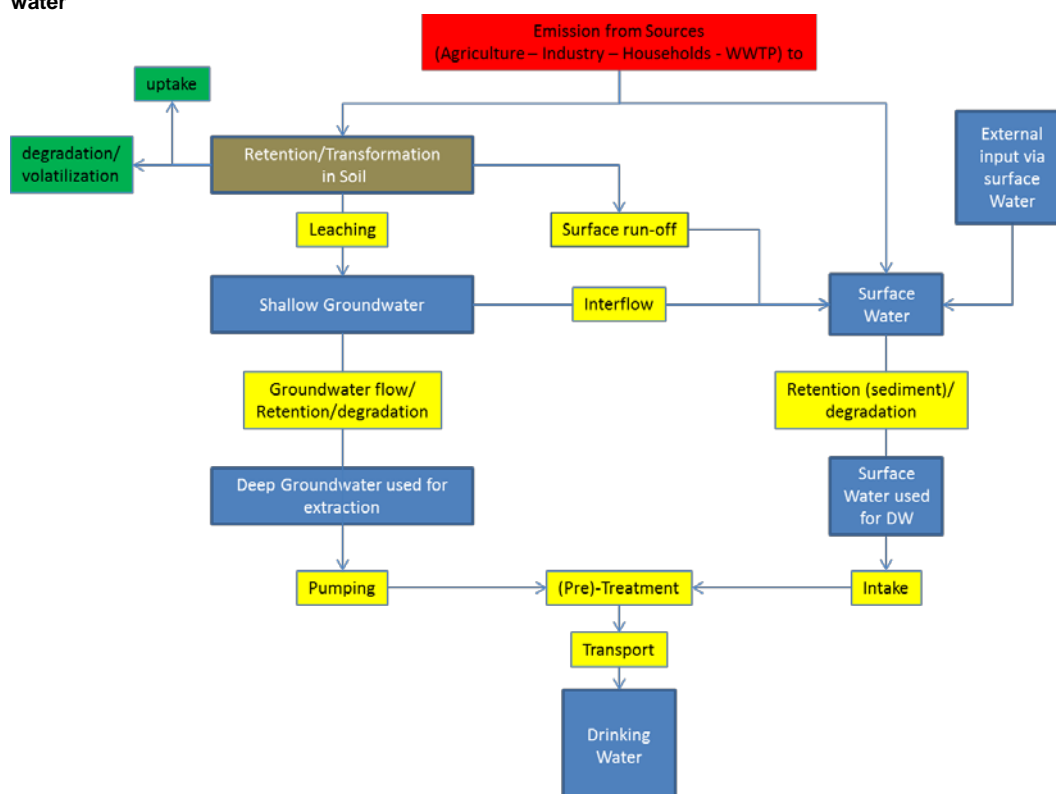 water
Emission from Sources
(Agriculture – Industry – Households - WWTP) to
uptake
degradation/
volatilization
Retention/Transformation
in Soil
External
input via
surface
Water
Leaching
Surface run-off
Shallow Groundwater
Interflow
Surface
Water
Groundwater flow/
Retention/degradation
Retention (sediment)/
degradation
Deep Groundwater used for
extraction
Surface
Water used
for DW
Pumping
(Pre)-Treatment
Intake
Transport
Drinking
Water